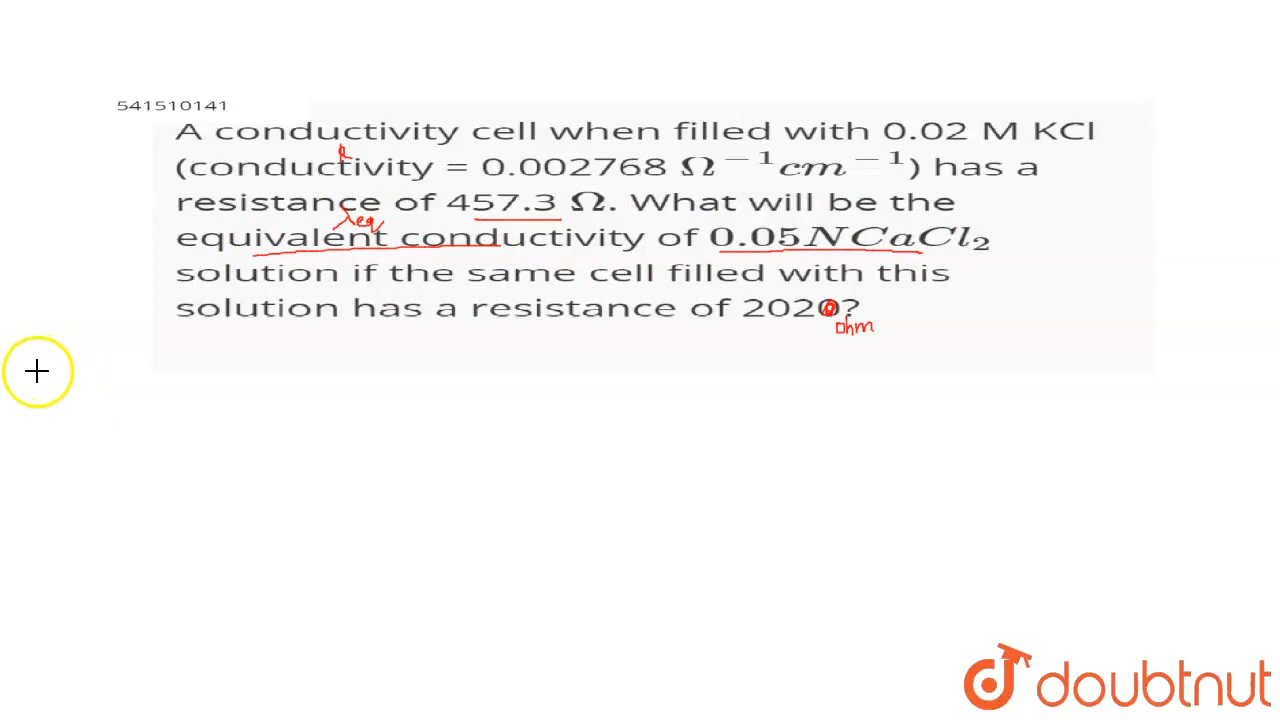 541510141
A conductivity cell when filled with 0.02 M KCl
(conductivity = 0.002768 Ω⁻¹cm⁻¹) has a
resistance of 457.3 Ω. What will be the
λeq
equivalent conductivity of 0.05NCaCl₂
solution if the same cell filled with this
solution has a resistance of 2020?
ohm
doubtnut